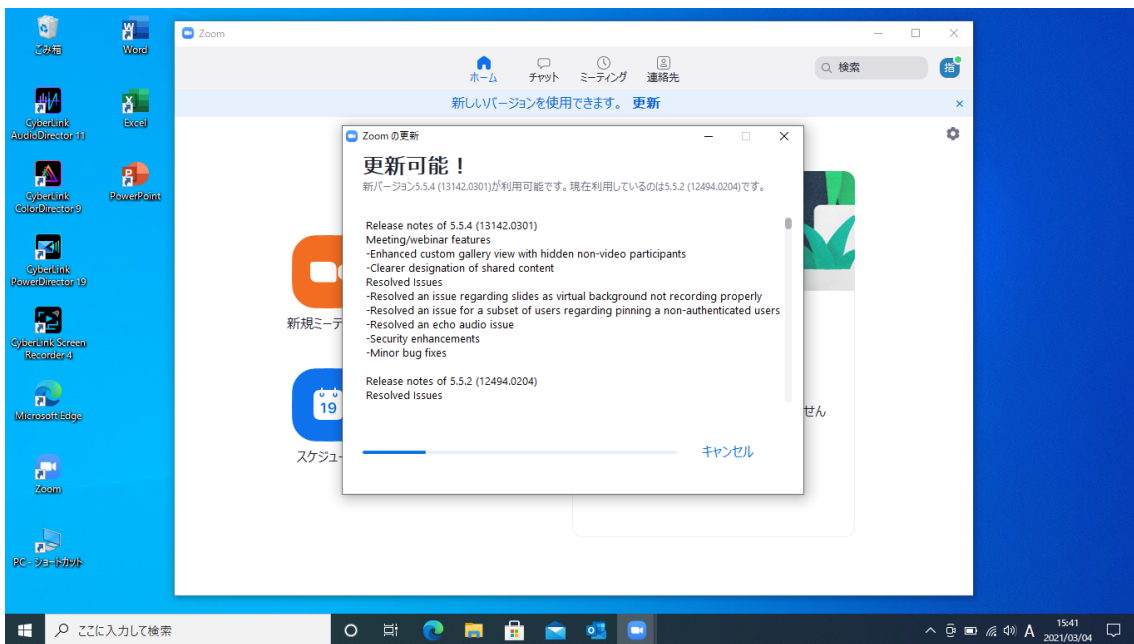 ごみ箱
Word
CyberLink
AudioDirector 11
Excel
CyberLink
ColorDirector 9
PowerPoint
CyberLink
PowerDirector 19
CyberLink Screen
Recorder 4
Microsoft Edge
Zoom
PC - ショートカット
Zoom
ホーム
チャット
ミーティング
連絡先
検索
指
新しいバージョンを使用できます。 更新
Zoom の更新
更新可能！
新バージョン5.5.4 (13142.0301)が利用可能です。現在利用しているのは5.5.2 (12494.0204)です。
Release notes of 5.5.4 (13142.0301)
Meeting/webinar features
-Enhanced custom gallery view with hidden non-video participants
-Clearer designation of shared content
Resolved Issues
-Resolved an issue regarding slides as virtual background not recording properly
-Resolved an issue for a subset of users regarding pinning a non-authenticated users
-Resolved an echo audio issue
-Security enhancements
-Minor bug fixes
Release notes of 5.5.2 (12494.0204)
Resolved Issues
キャンセル
新規ミーテ
19
スケジュー
せん
ここに入力して検索
A
15:41
2021/03/04